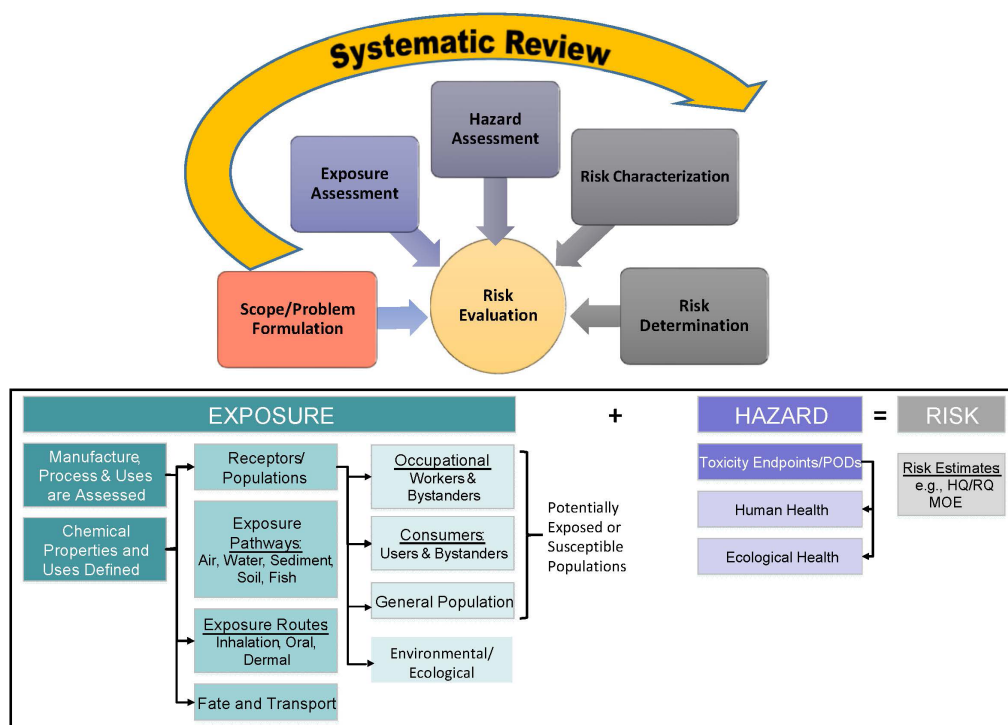 Systematic Review
Hazard
Assessment
Exposure
Assessment
Risk Characterization
Scope/Problem
Formulation
Risk
Evaluation
Risk
Determination
EXPOSURE
+
HAZARD
=
RISK
Manufacture,
Process & Uses
are Assessed
Chemical
Properties and
Uses Defined
Receptors/
Populations
Exposure
Pathways:
Air, Water, Sediment,
Soil, Fish
Exposure Routes:
Inhalation, Oral,
Dermal
Fate and Transport
Occupational
Workers &
Bystanders
Consumers:
Users & Bystanders
General Population
Environmental/
Ecological
Potentially
Exposed or
Susceptible
Populations
Toxicity Endpoints/PODs
Human Health
Ecological Health
Risk Estimates:
e.g., HQ/RQ
MOE